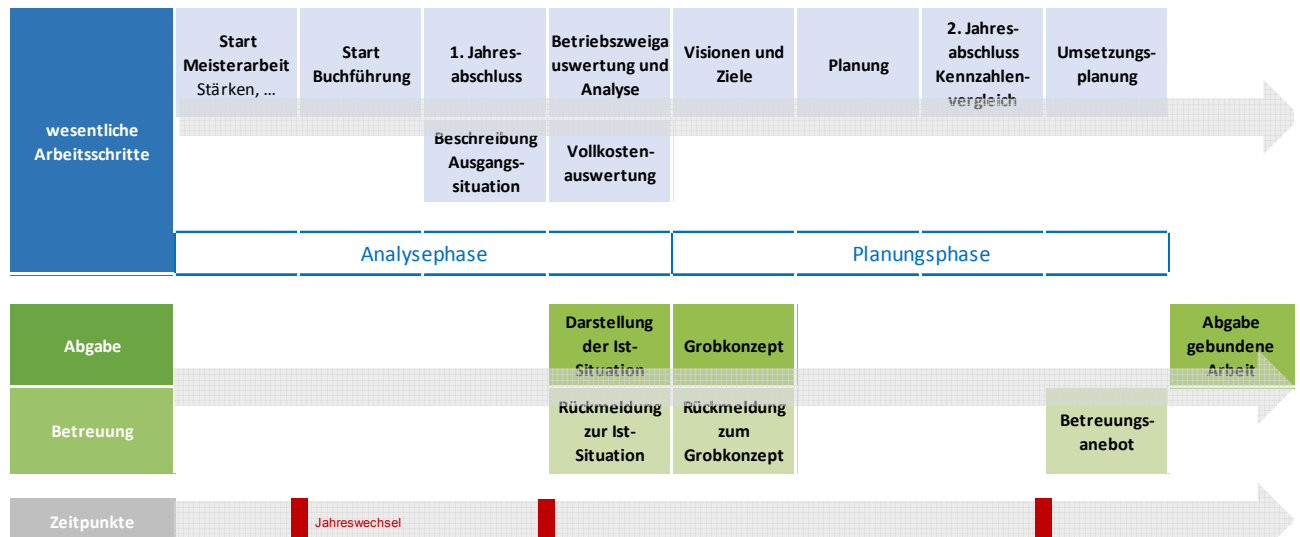 Start
Meisterarbeit
Stärken, ...
Start
Buchführung
1. Jahres-
abschluss
Betriebszweiga
uswertung und
Analyse
Visionen und
Ziele
Planung
2. Jahres-
abschluss
Kennzahlen-
vergleich
Umsetzungs-
planung
wesentliche
Arbeitsschritte
Beschreibung
Ausgangs-
situation
Vollkosten-
auswertung
Analysephase
Planungsphase
Abgabe
Darstellung
der Ist-
Situation
Grobkonzept
Abgabe
gebundene
Arbeit
Betreuung
Rückmeldung
zur Ist-
Situation
Rückmeldung
zum
Grobkonzept
Betreuungs-
anebot
Zeitpunkte
Jahreswechsel